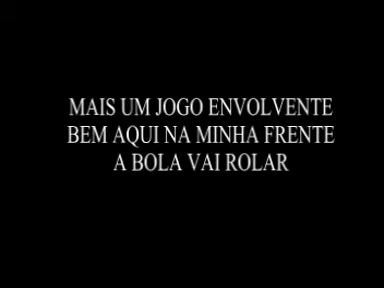 MAIS UM JOGO ENVOLVENTE
BEM AQUI NA MINHA FRENTE
A BOLA VAI ROLAR